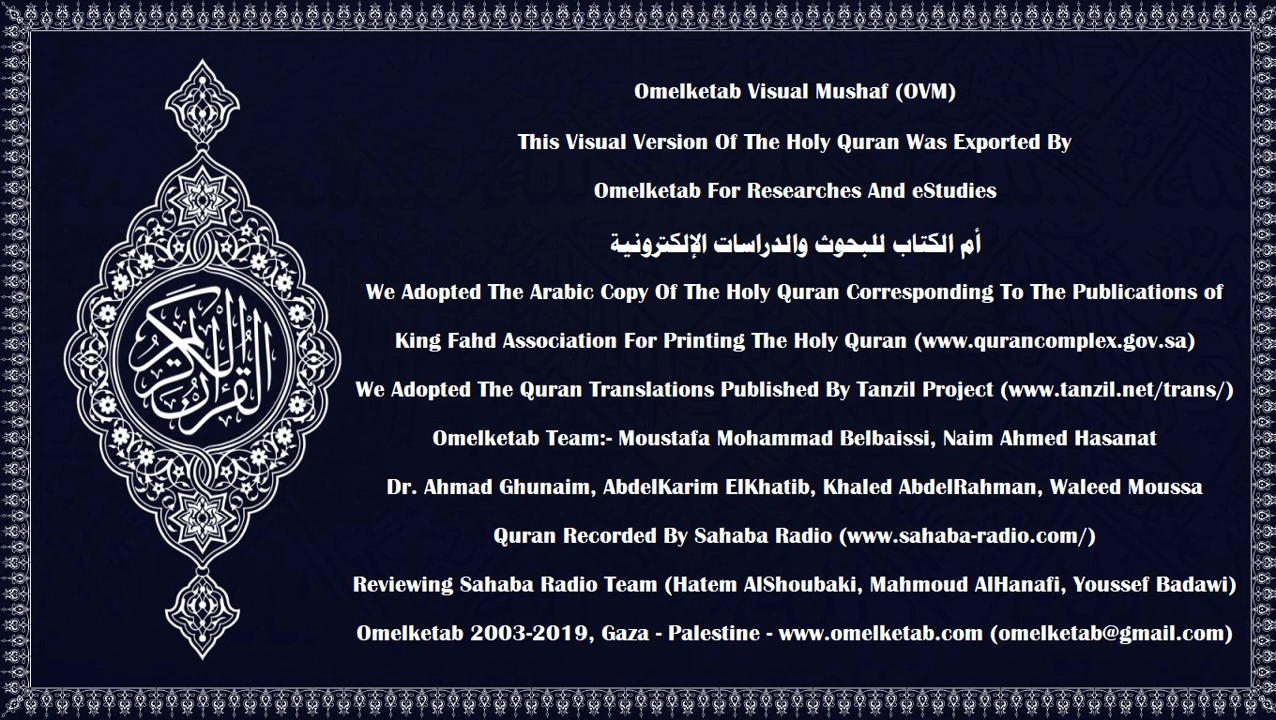 القرآن الكريم
Omelketab Visual Mushaf (OVM)
This Visual Version Of The Holy Quran Was Exported By
Omelketab For Researches And eStudies
أم الكتاب للبحوث والدراسات الإلكترونية
We Adopted The Arabic Copy Of The Holy Quran Corresponding To The Publications of
King Fahd Association For Printing The Holy Quran (www.qurancomplex.gov.sa)
We Adopted The Quran Translations Published By Tanzil Project (www.tanzil.net/trans/)
Omelketab Team:- Moustafa Mohammad Belbaissi, Naim Ahmed Hasanat
Dr. Ahmad Ghunaim, AbdelKarim ElKhatib, Khaled AbdelRahman, Waleed Moussa
Quran Recorded By Sahaba Radio (www.sahaba-radio.com/)
Reviewing Sahaba Radio Team (Hatem AlShoubaki, Mahmoud AlHanafi, Youssef Badawi)
Omelketab 2003-2019, Gaza - Palestine - www.omelketab.com (omelketab@gmail.com)